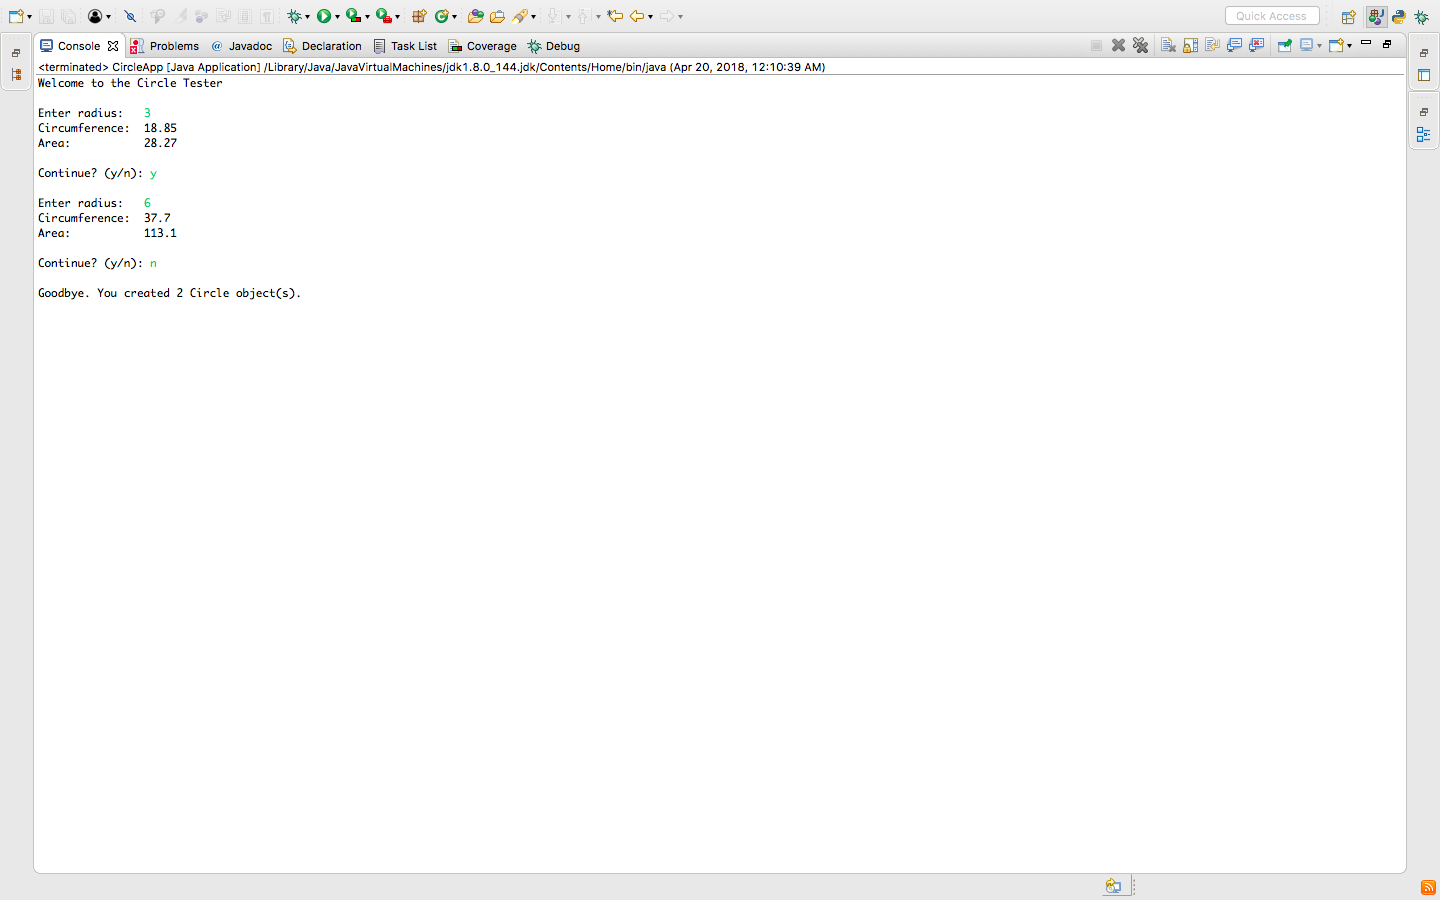 Quick Access
Console Problems @ Javadoc Declaration Task List Coverage Debug
<terminated> CircleApp [Java Application] /Library/Java/JavaVirtualMachines/jdk1.8.0_144.jdk/Contents/Home/bin/java (Apr 20, 2018, 12:10:39 AM)
Welcome to the Circle Tester
Enter radius: 3
Circumference: 18.85
Area: 28.27
Continue? (y/n): y
Enter radius: 6
Circumference: 37.7
Area: 113.1
Continue? (y/n): n
Goodbye. You created 2 Circle object(s).